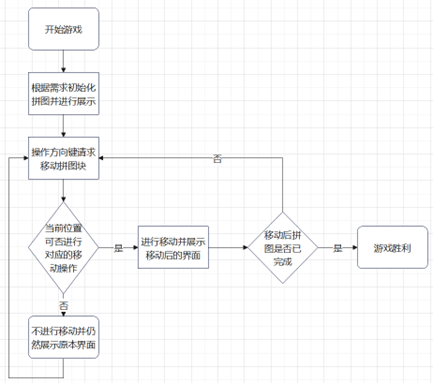 开始游戏
根据需求初始化
拼图并进行展示
操作方向键请求
移动拼图块
否
当前位置
可否进行
对应的移
动操作
是
进行移动并展示
移动后的界面
移动后拼
图是否已
完成
是
游戏胜利
否
不进行移动并仍
然展示原本界面